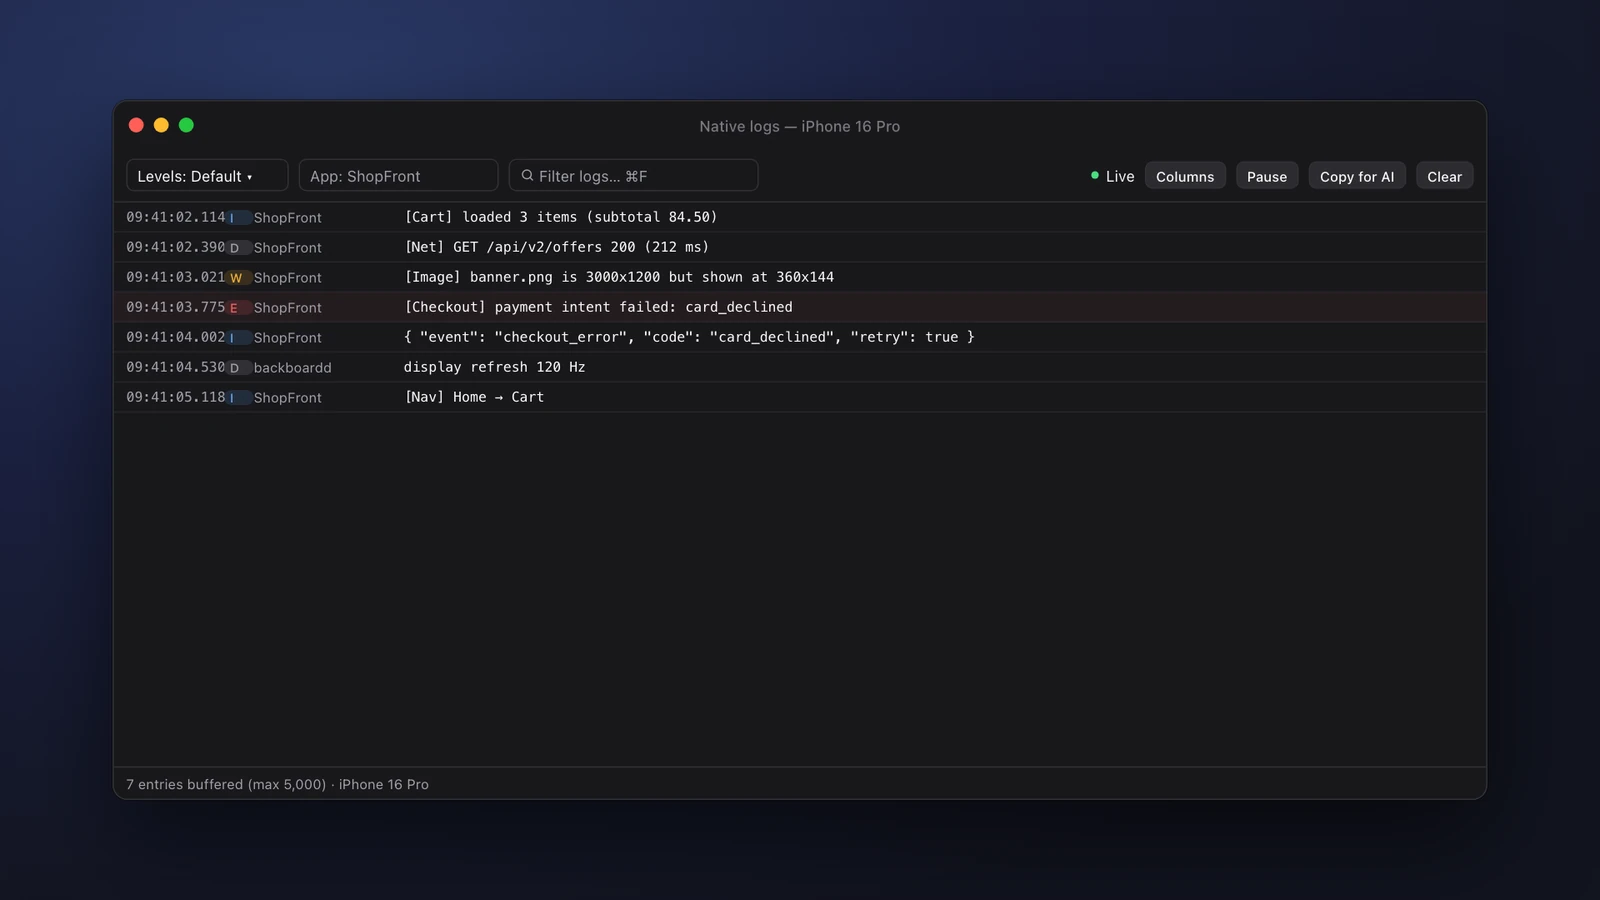 Native logs — iPhone 16 Pro
Levels: Default ▾ App: ShopFront Filter logs... ⌘F Live Columns Pause Copy for AI Clear
09:41:02.114 I ShopFront [Cart] loaded 3 items (subtotal 84.50)
09:41:02.390 D ShopFront [Net] GET /api/v2/offers 200 (212 ms)
09:41:03.021 W ShopFront [Image] banner.png is 3000x1200 but shown at 360x144
09:41:03.775 E ShopFront [Checkout] payment intent failed: card_declined
09:41:04.002 I ShopFront { "event": "checkout_error", "code": "card_declined", "retry": true }
09:41:04.530 D backboardd display refresh 120 Hz
09:41:05.118 I ShopFront [Nav] Home → Cart
7 entries buffered (max 5,000) · iPhone 16 Pro